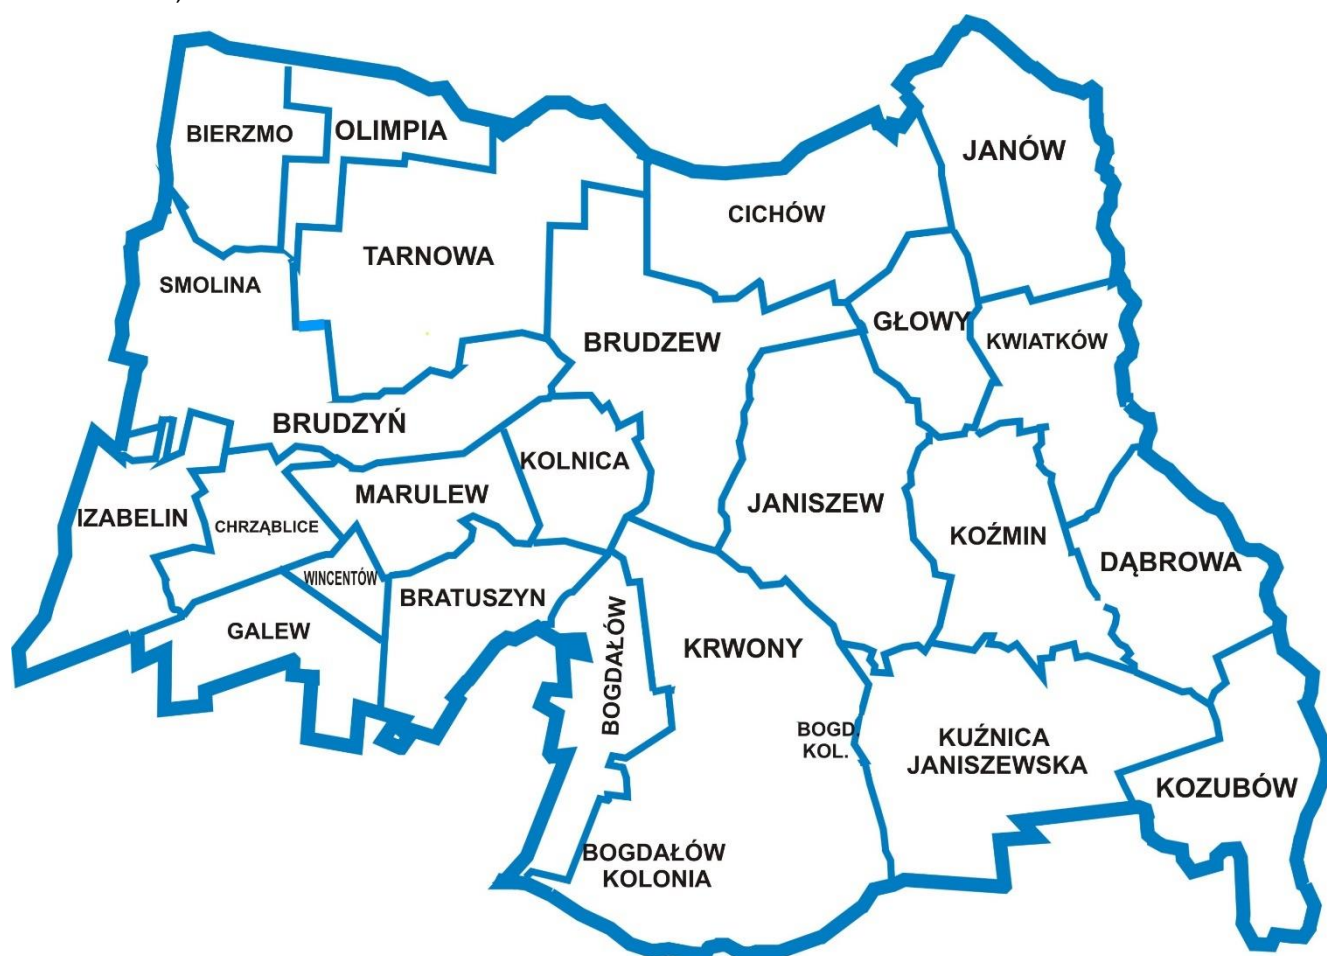 BIERZMO
OLIMPIA
JANÓW
CICHÓW
TARNOWA
SMOLINA
GŁOWY
BRUDZEW
KWIATKÓW
BRUDZYŃ
KOLNICA
MARULEW
JANISZEW
IZABELIN
CHRZĄBLICE
KOŹMIN
DĄBROWA
WINCENTÓW
BRATUSZYN
GALEW
BOGDAŁÓW
KRWONY
BOGD.
KOL.
KUŹNICA
JANISZEWSKA
KOZUBÓW
BOGDAŁÓW
KOLONIA